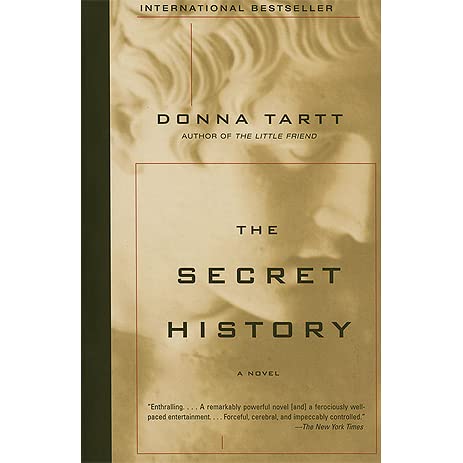 INTERNATIONAL BESTSELLER
DONNA TARTT
AUTHOR OF THE LITTLE FRIEND
THE
SECRET
HISTORY
A NOVEL
"Enthralling. . . . A remarkably powerful novel [and] a ferociously well-
paced entertainment. . . . Forceful, cerebral, and impeccably controlled."
—The New York Times